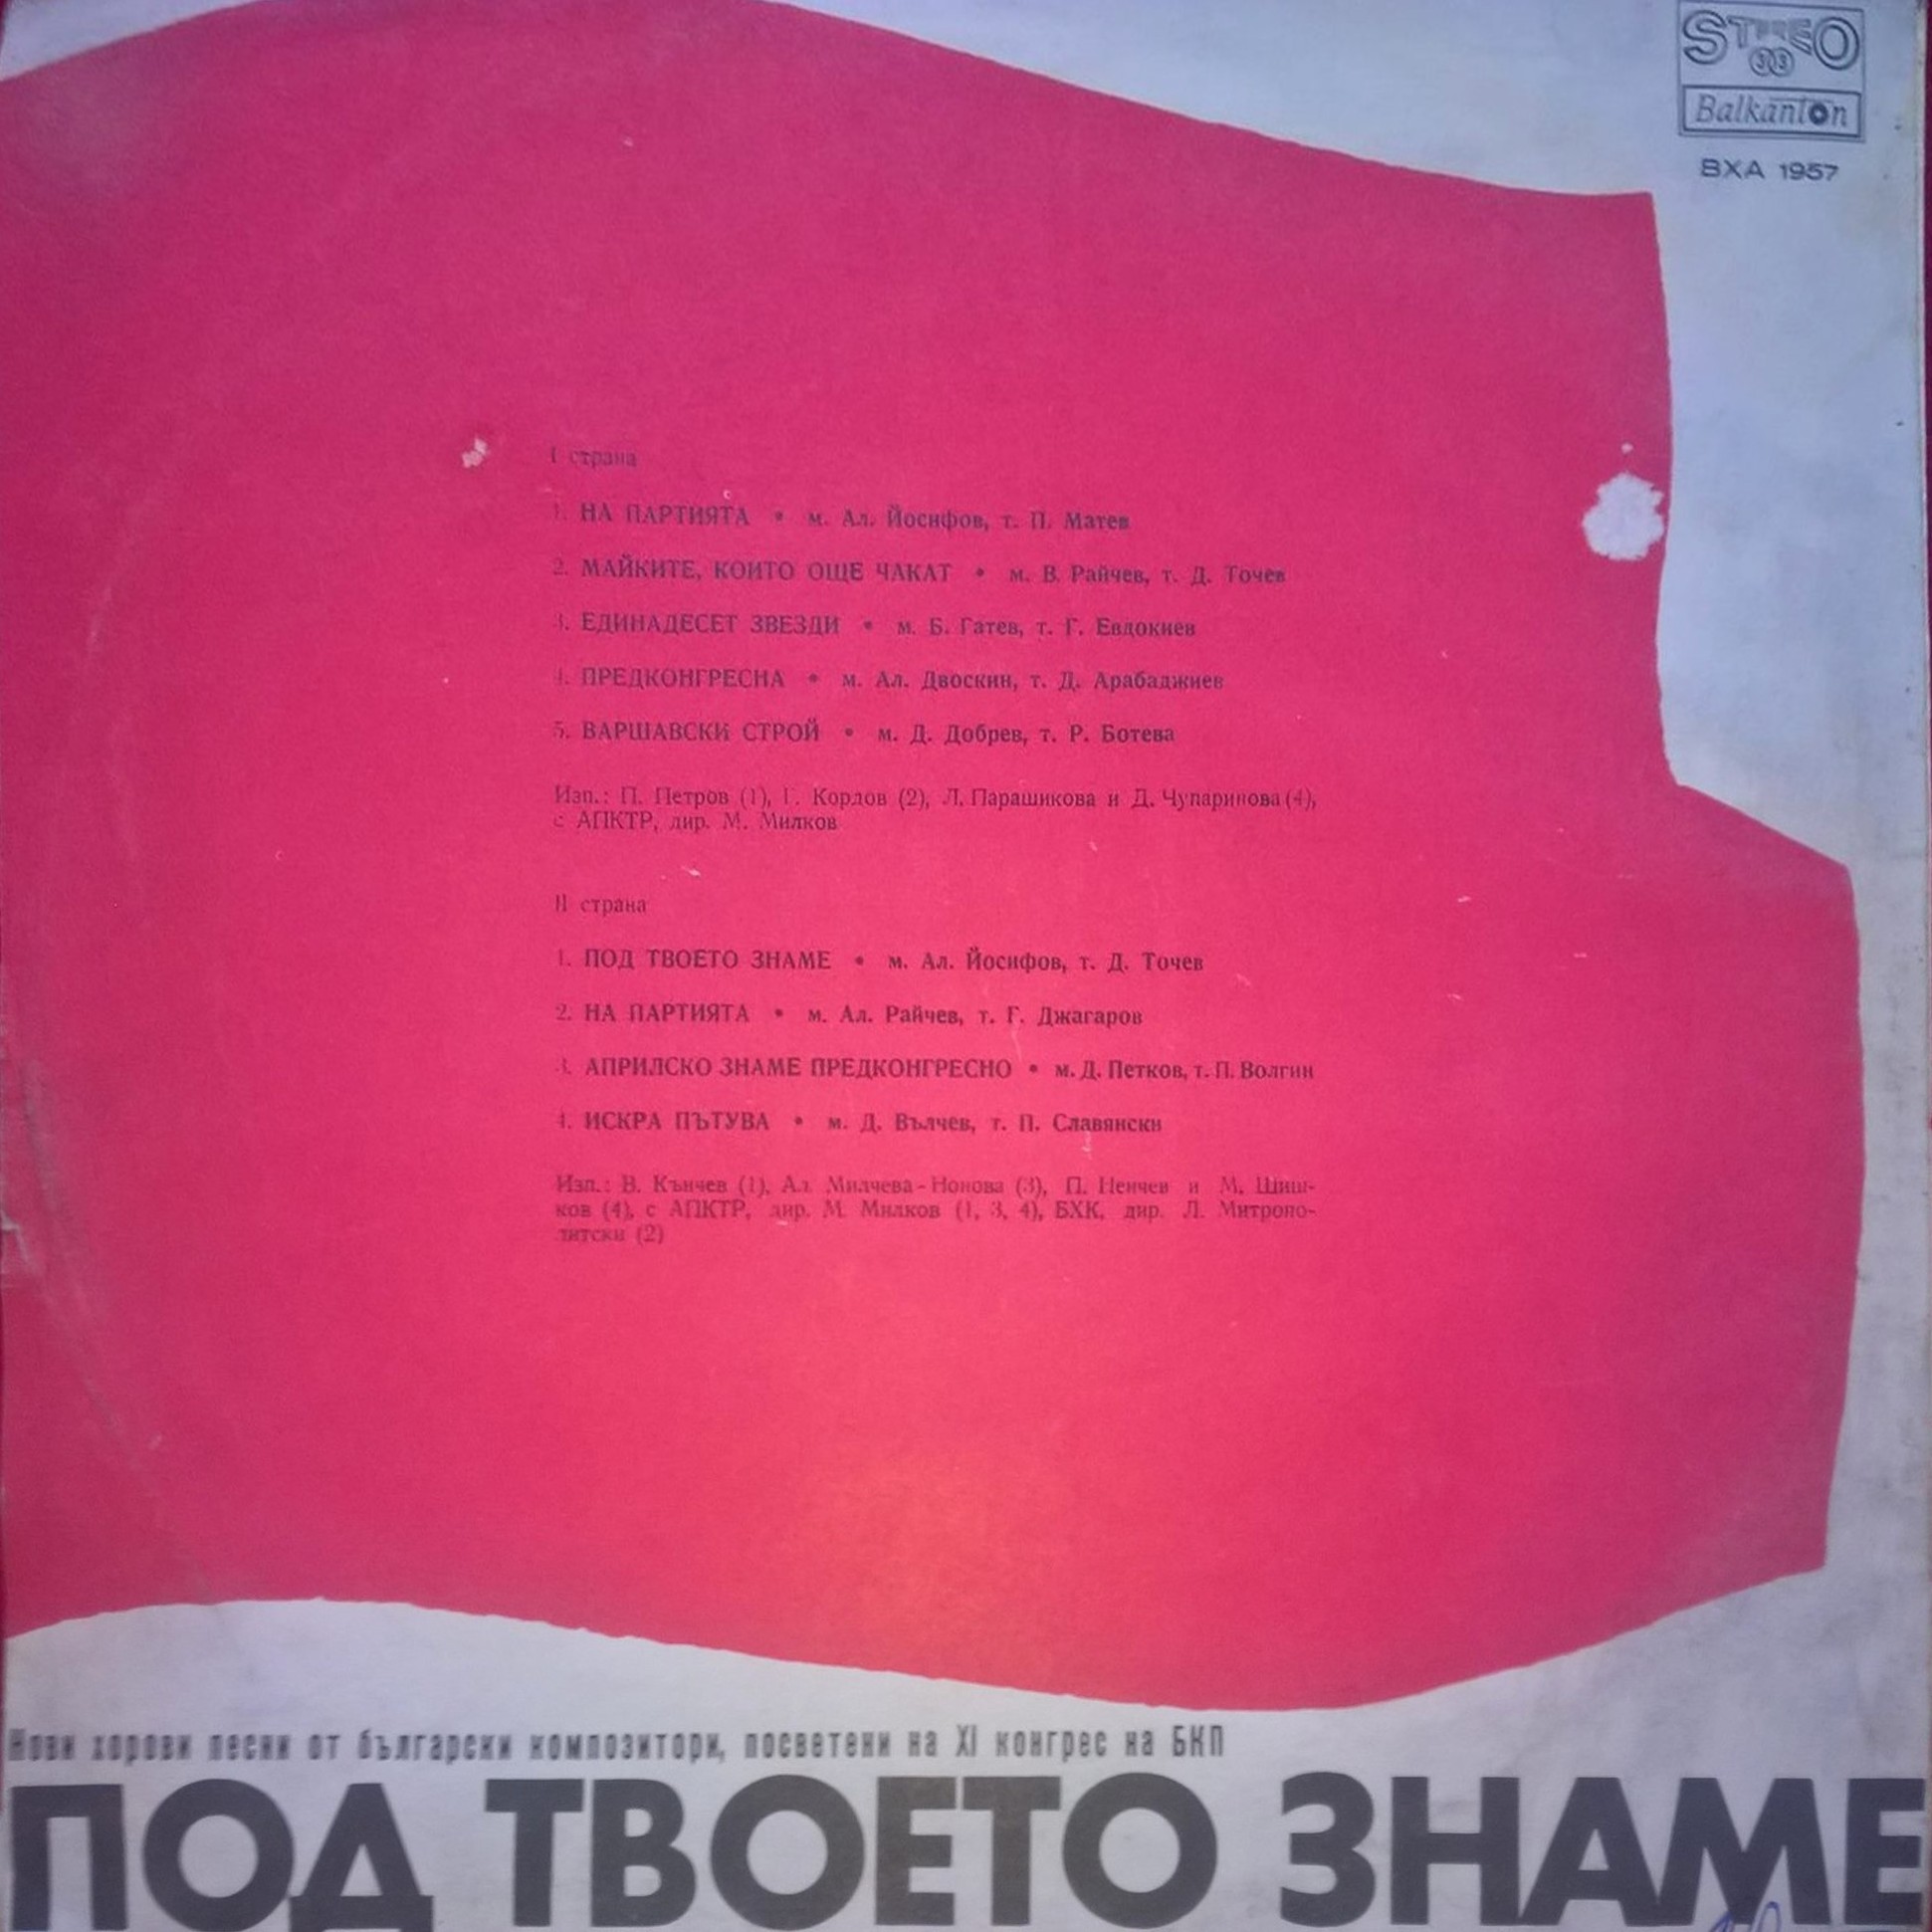 STEREO
33
Balkanton
ВХА 1957
I страна
1. НА ПАРТИЯТА • м. Ал. Йосифов, т. П. Матев
2. МАЙКИТЕ, КОИТО ОЩЕ ЧАКАТ • м. В. Райчев, т. Д. Точев
3. ЕДИНАДЕСЕТ ЗВЕЗДИ • м. Б. Гатев, т. Г. Евдокиев
4. ПРЕДКОНГРЕСНА • м. Ал. Двоскин, т. Д. Арабаджиев
5. ВАРШАВСКИ СТРОЙ • м. Д. Добрев, т. Р. Ботева
Изп.: П. Петров (1), Г. Кордов (2), Л. Парашикова и Д. Чупаринова (4),
с АПКТР, дир. М. Милков
II страна
1. ПОД ТВОЕТО ЗНАМЕ • м. Ал. Йосифов, т. Д. Точев
2. НА ПАРТИЯТА • м. Ал. Райчев, т. Г. Джагаров
3. АПРИЛСКО ЗНАМЕ ПРЕДКОНГРЕСНО • м. Д. Петков, т. П. Волгин
4. ИСКРА ПЪТУВА • м. Д. Вълчев, т. П. Славянски
Изп.: В. Кънчев (1), Ал. Милчева-Нонова (3), П. Ненчев и М. Шиш-
ков (4), с АПКТР, дир. М. Милков (1, 3, 4), БХК, дир. Л. Митропо-
литски (2)
Нови хорови песни от български композитори, посветени на XI конгрес на БКП
ПОД ТВОЕТО ЗНАМЕ